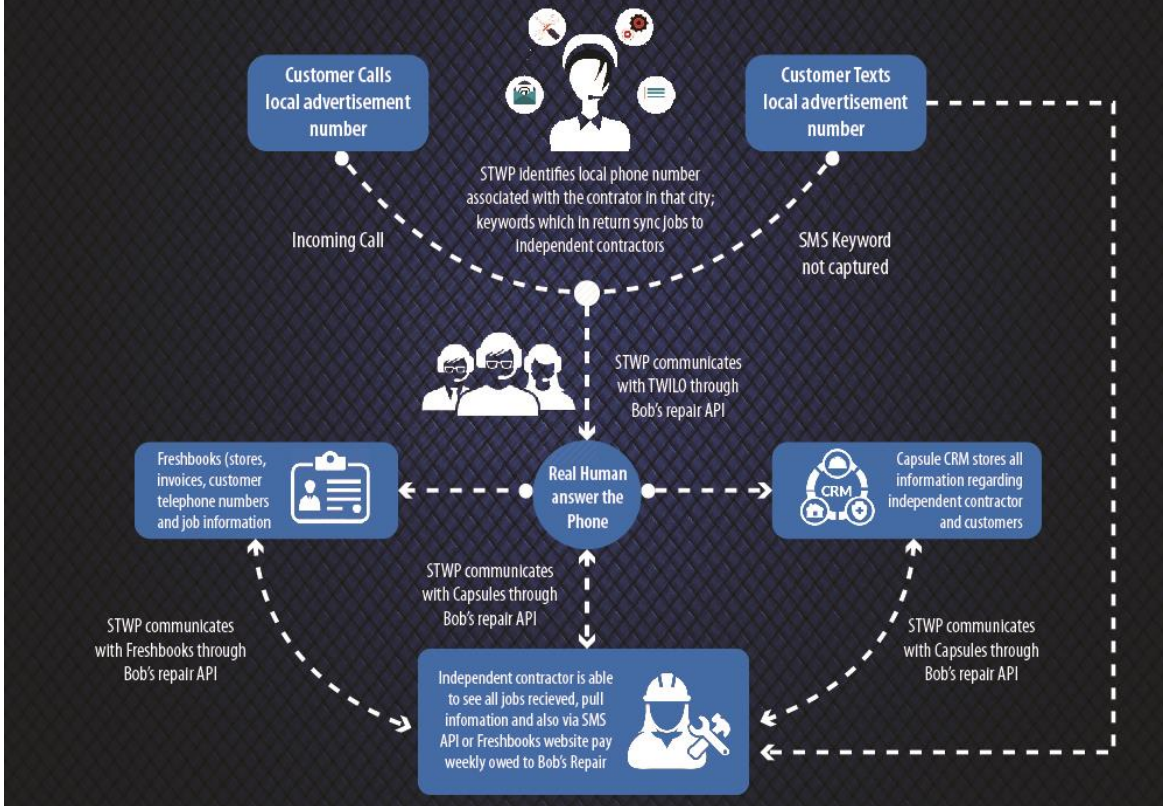 Customer Calls
local advertisement
number
Customer Texts
local advertisement
number
STWP identifies local phone number
associated with the contrator in that city;
keywords which in return sync jobs to
independent contractors
Incoming Call
SMS Keyword
not captured
STWP communicates
with TWILO through
Bob's repair API
Freshbooks (stores,
invoices, customer
telephone numbers
and job information
Real Human
answer the
Phone
CRM
Capsule CRM stores all
information regarding
independent contractor
and customers
STWP communicates
with Capsules through
Bob's repair API
STWP communicates
with Freshbooks through
Bob's repair API
STWP communicates
with Capsules through
Bob's repair API
Independent contractor is able
to see all jobs recieved, pull
infomation and also via SMS
API or Freshbooks website pay
weekly owed to Bob's Repair